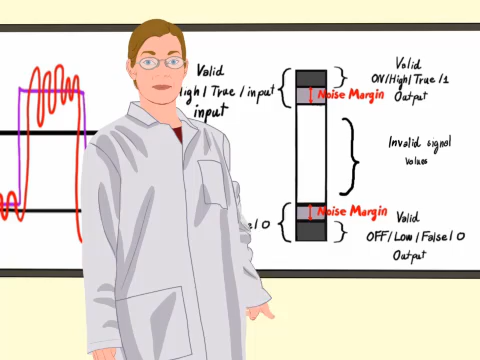 Valid
High/True/input
input
Noise Margin
Valid
ON/High/True/1
Output
Invalid signal
values
Noise Margin
Valid
OFF/Low/False/0
Output